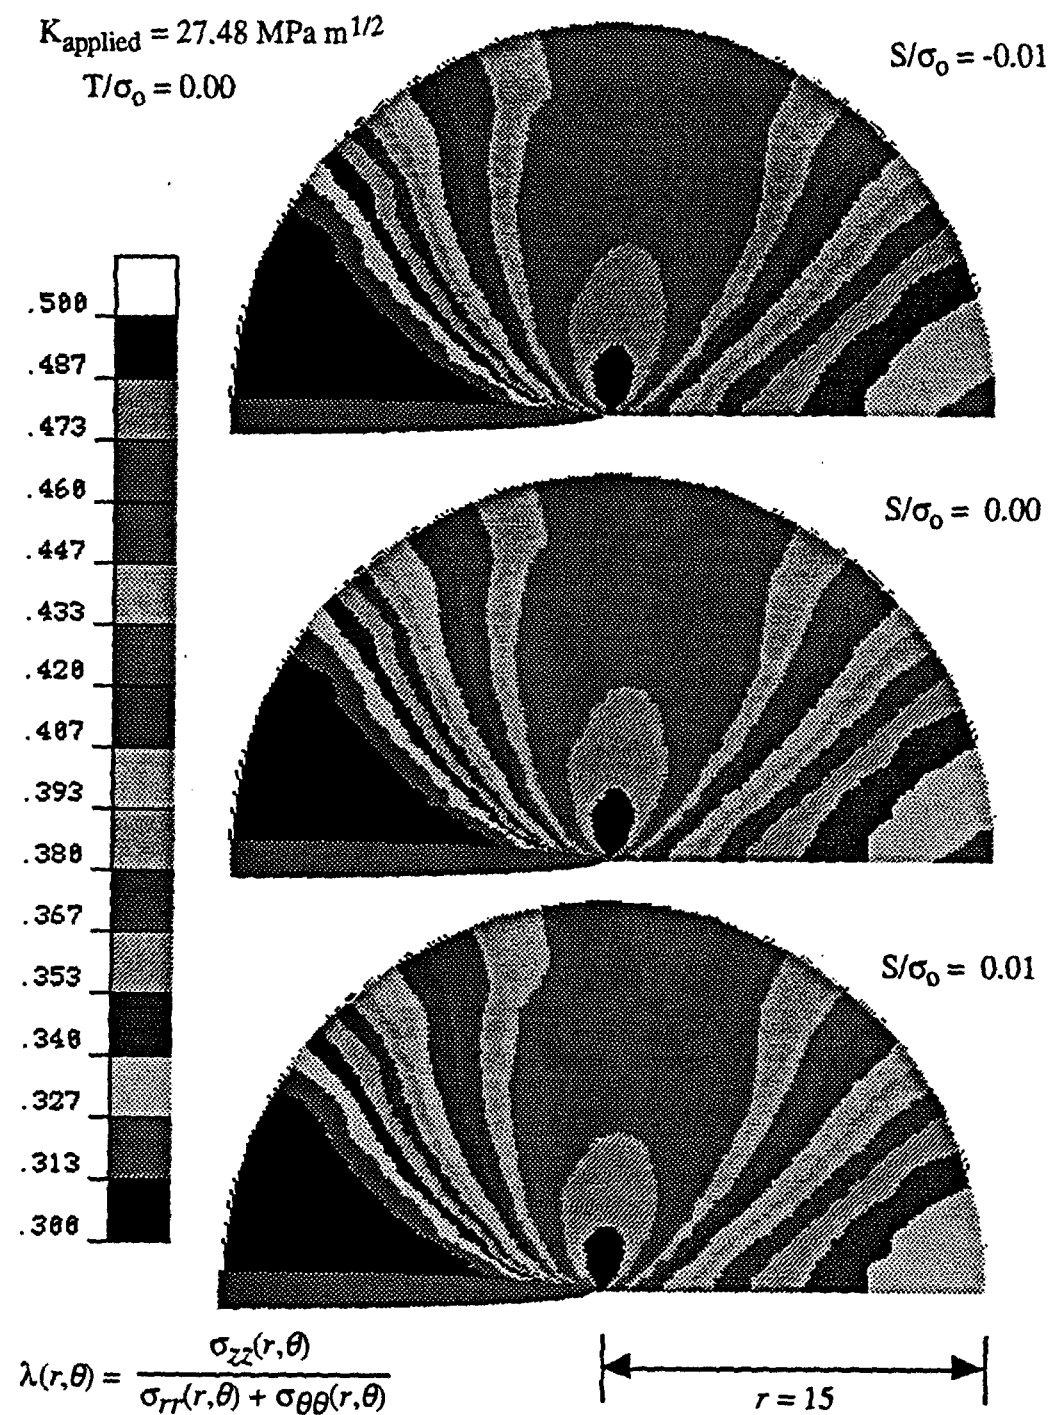 K_applied = 27.48 MPa m^1/2
T/σ_o = 0.00
S/σ_o = -0.01
.500
.487
.473
.460
.447
.433
.420
.407
.393
.380
.367
.353
.340
.327
.313
.300
S/σ_o = 0.00
S/σ_o = 0.01
λ(r,θ) = σ_zz(r,θ) / σ_rr(r,θ) + σ_θθ(r,θ)
r = 15